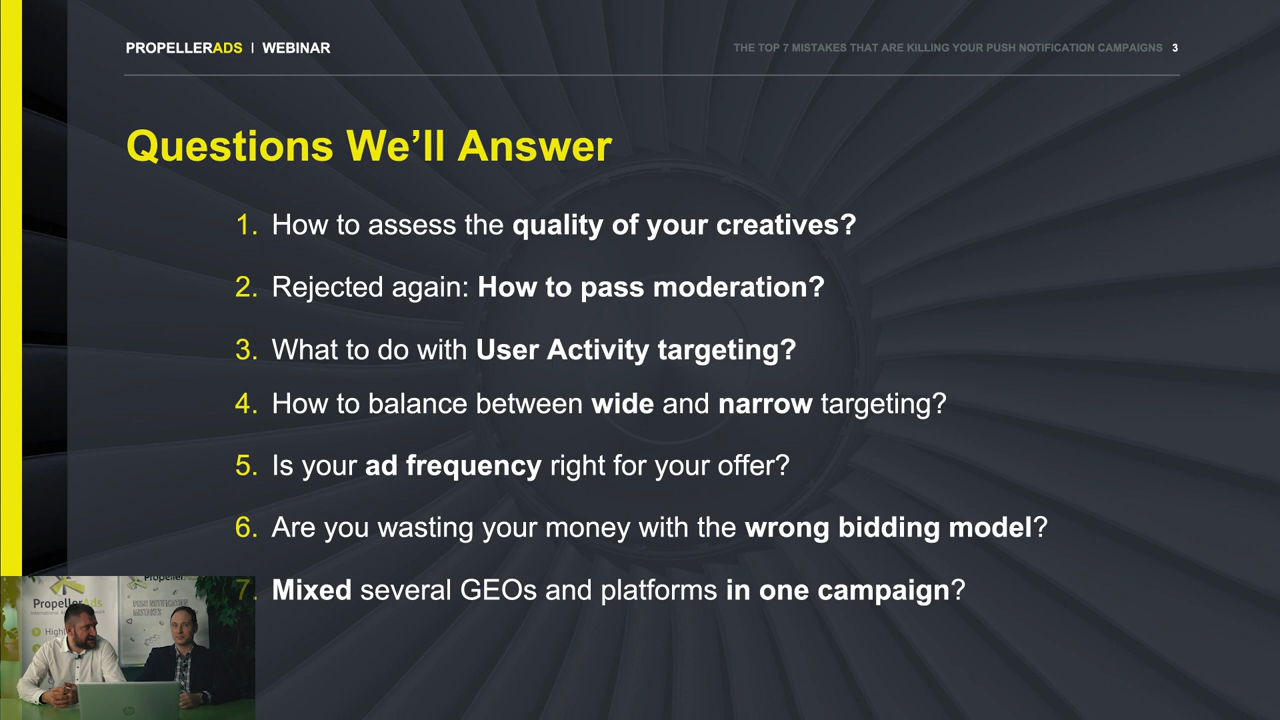 PROPELLERADS | WEBINAR
THE TOP 7 MISTAKES THAT ARE KILLING YOUR PUSH NOTIFICATION CAMPAIGNS 3
Questions We’ll Answer
1. How to assess the quality of your creatives?
2. Rejected again: How to pass moderation?
3. What to do with User Activity targeting?
4. How to balance between wide and narrow targeting?
5. Is your ad frequency right for your offer?
6. Are you wasting your money with the wrong bidding model?
7. Mixed several GEOs and platforms in one campaign?
PropellerAds
PropellerAds